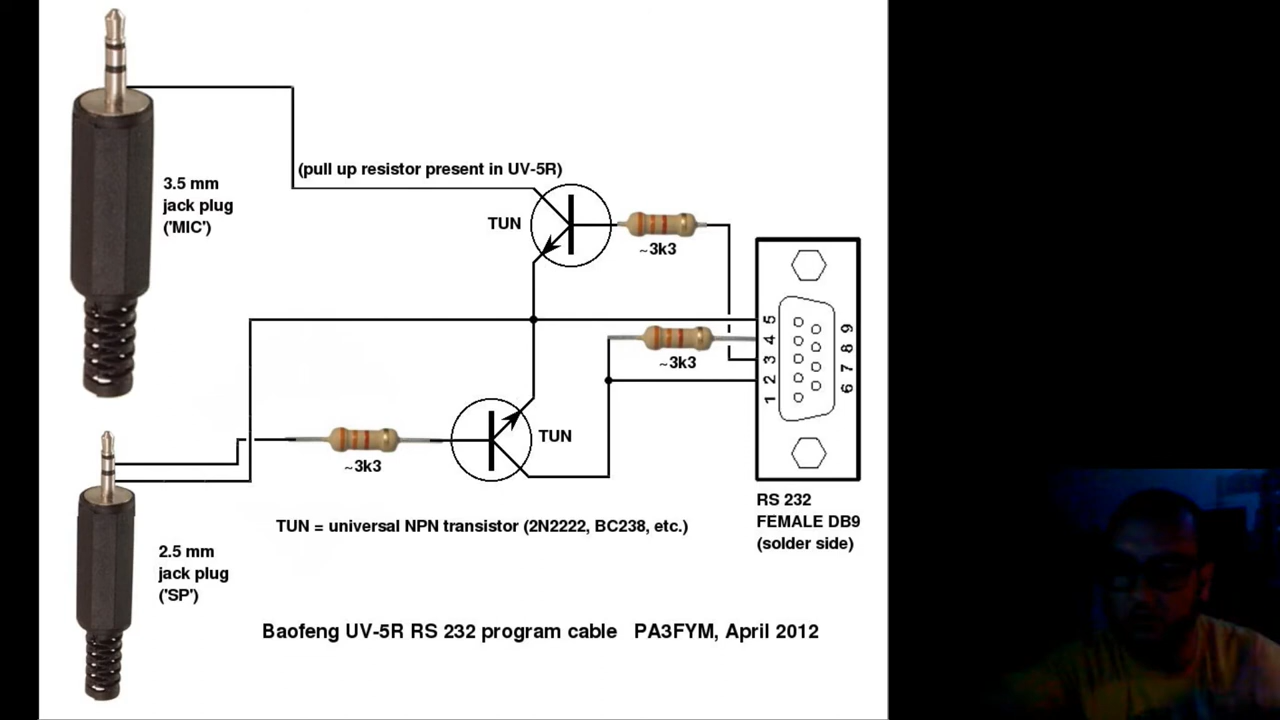 3.5 mm
jack plug
('MIC')
(pull up resistor present in UV-5R)
TUN
~3k3
~3k3
5
4
3
2
1
9
8
7
6
~3k3
TUN
RS 232
FEMALE DB9
(solder side)
TUN = universal NPN transistor (2N2222, BC238, etc.)
2.5 mm
jack plug
('SP')
Baofeng UV-5R RS 232 program cable PA3FYM, April 2012